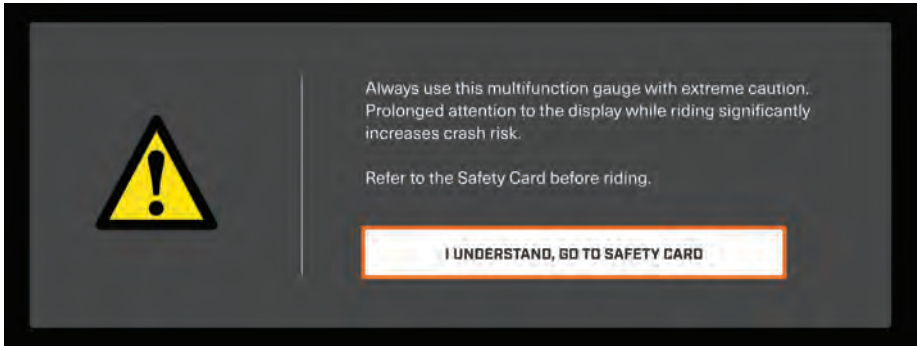 Always use this multifunction gauge with extreme caution.
Prolonged attention to the display while riding significantly
increases crash risk.
Refer to the Safety Card before riding.
I UNDERSTAND, GO TO SAFETY CARD